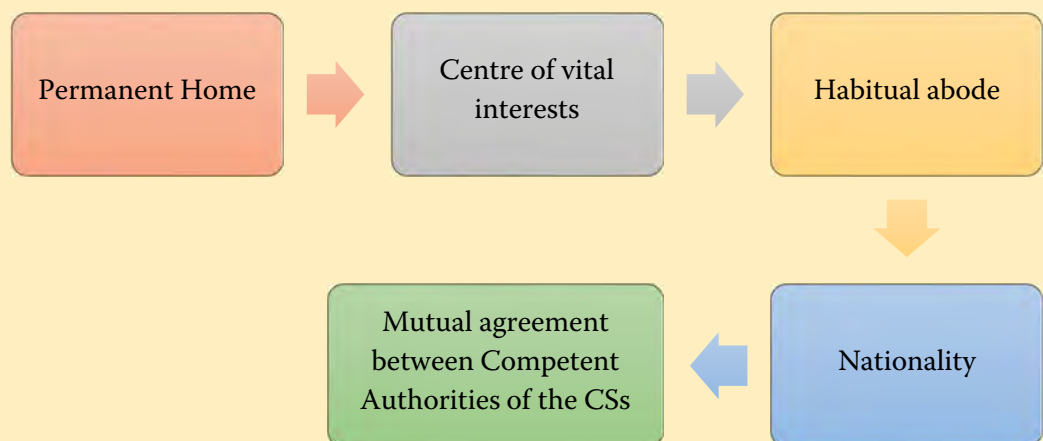 Permanent Home
Centre of vital
interests
Habitual abode
Nationality
Mutual agreement
between Competent
Authorities of the CSs